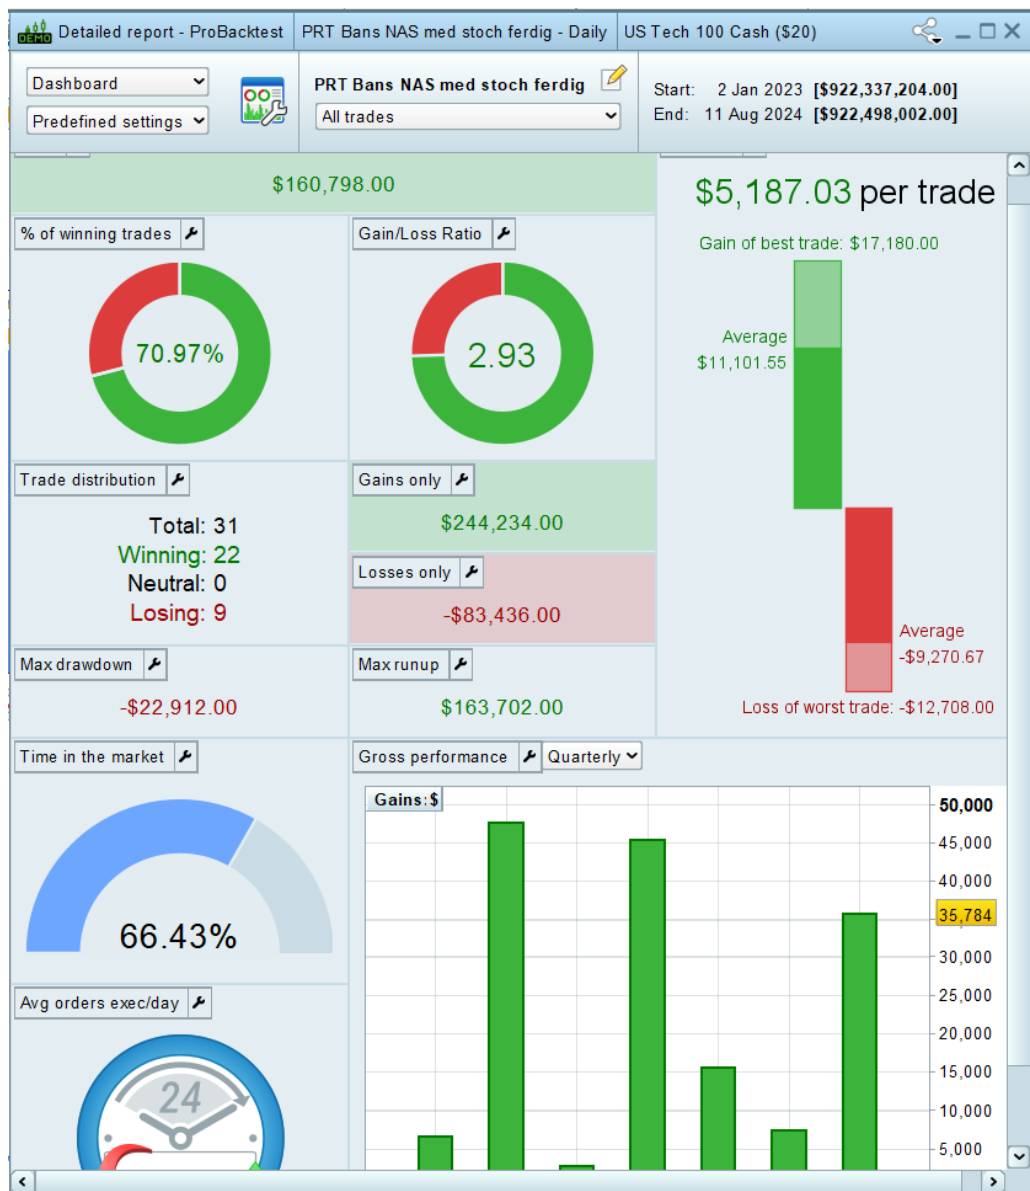 DEMO Detailed report - ProBacktest PRT Bans NAS med stoch ferdig - Daily US Tech 100 Cash ($20)
Dashboard
Predefined settings
PRT Bans NAS med stoch ferdig
All trades
Start: 2 Jan 2023 [$922,337,204.00]
End: 11 Aug 2024 [$922,498,002.00]
$160,798.00
$5,187.03 per trade
Gain of best trade: $17,180.00
Average
$11,101.55
Average
-$9,270.67
Loss of worst trade: -$12,708.00
% of winning trades
70.97%
Gain/Loss Ratio
2.93
Trade distribution
Total: 31
Winning: 22
Neutral: 0
Losing: 9
Gains only
$244,234.00
Losses only
-$83,436.00
Max drawdown
-$22,912.00
Max runup
$163,702.00
Time in the market
66.43%
Gross performance Quarterly
Gains:$
50,000
45,000
40,000
35,784
30,000
25,000
20,000
15,000
10,000
5,000
Avg orders exec/day
24